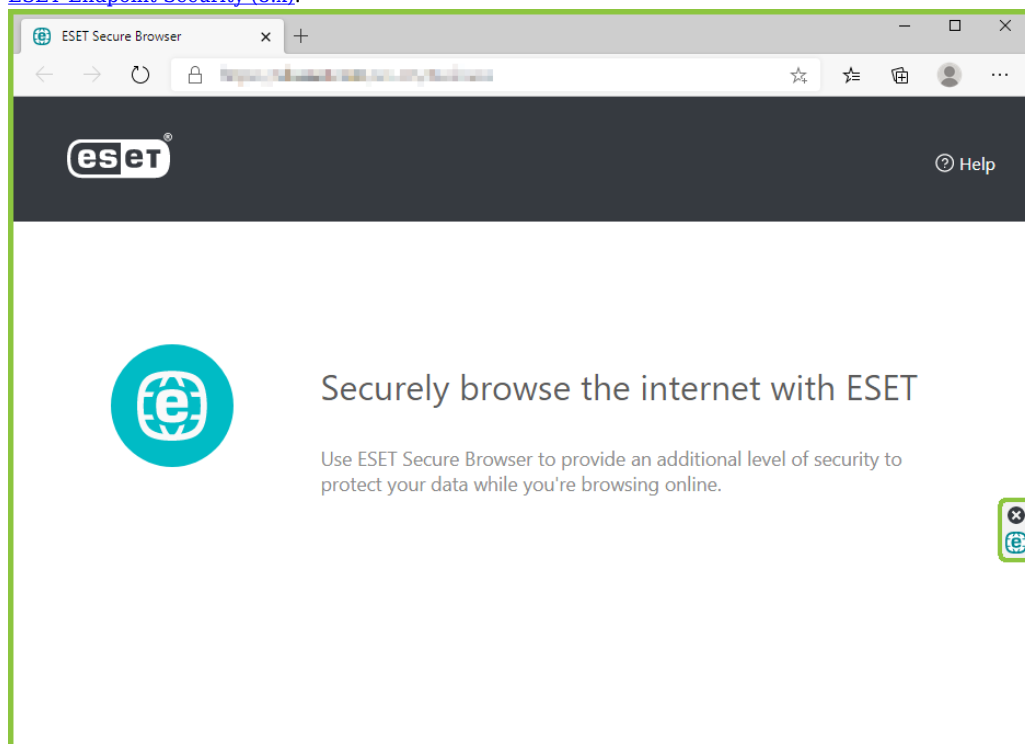 ESET Secure Browser
eset®
Help
Securely browse the internet with ESET
Use ESET Secure Browser to provide an additional level of security to
protect your data while you're browsing online.